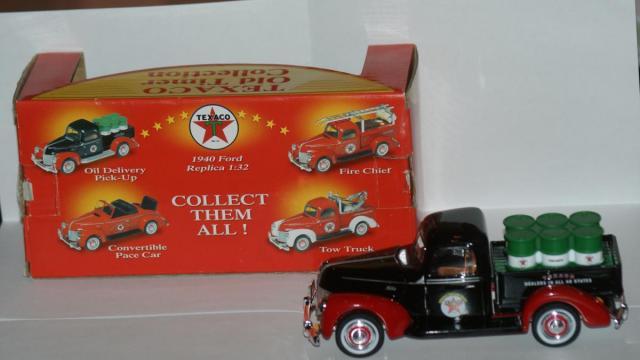 TEXACO
Old Timer
Collection
TEXACO
T
1940 Ford
Replica 1:32
Oil Delivery
Pick-Up
Fire Chief
COLLECT
THEM
ALL!
Convertible
Pace Car
Tow Truck
TEXACO
DEALERS IN ALL 48 STATES